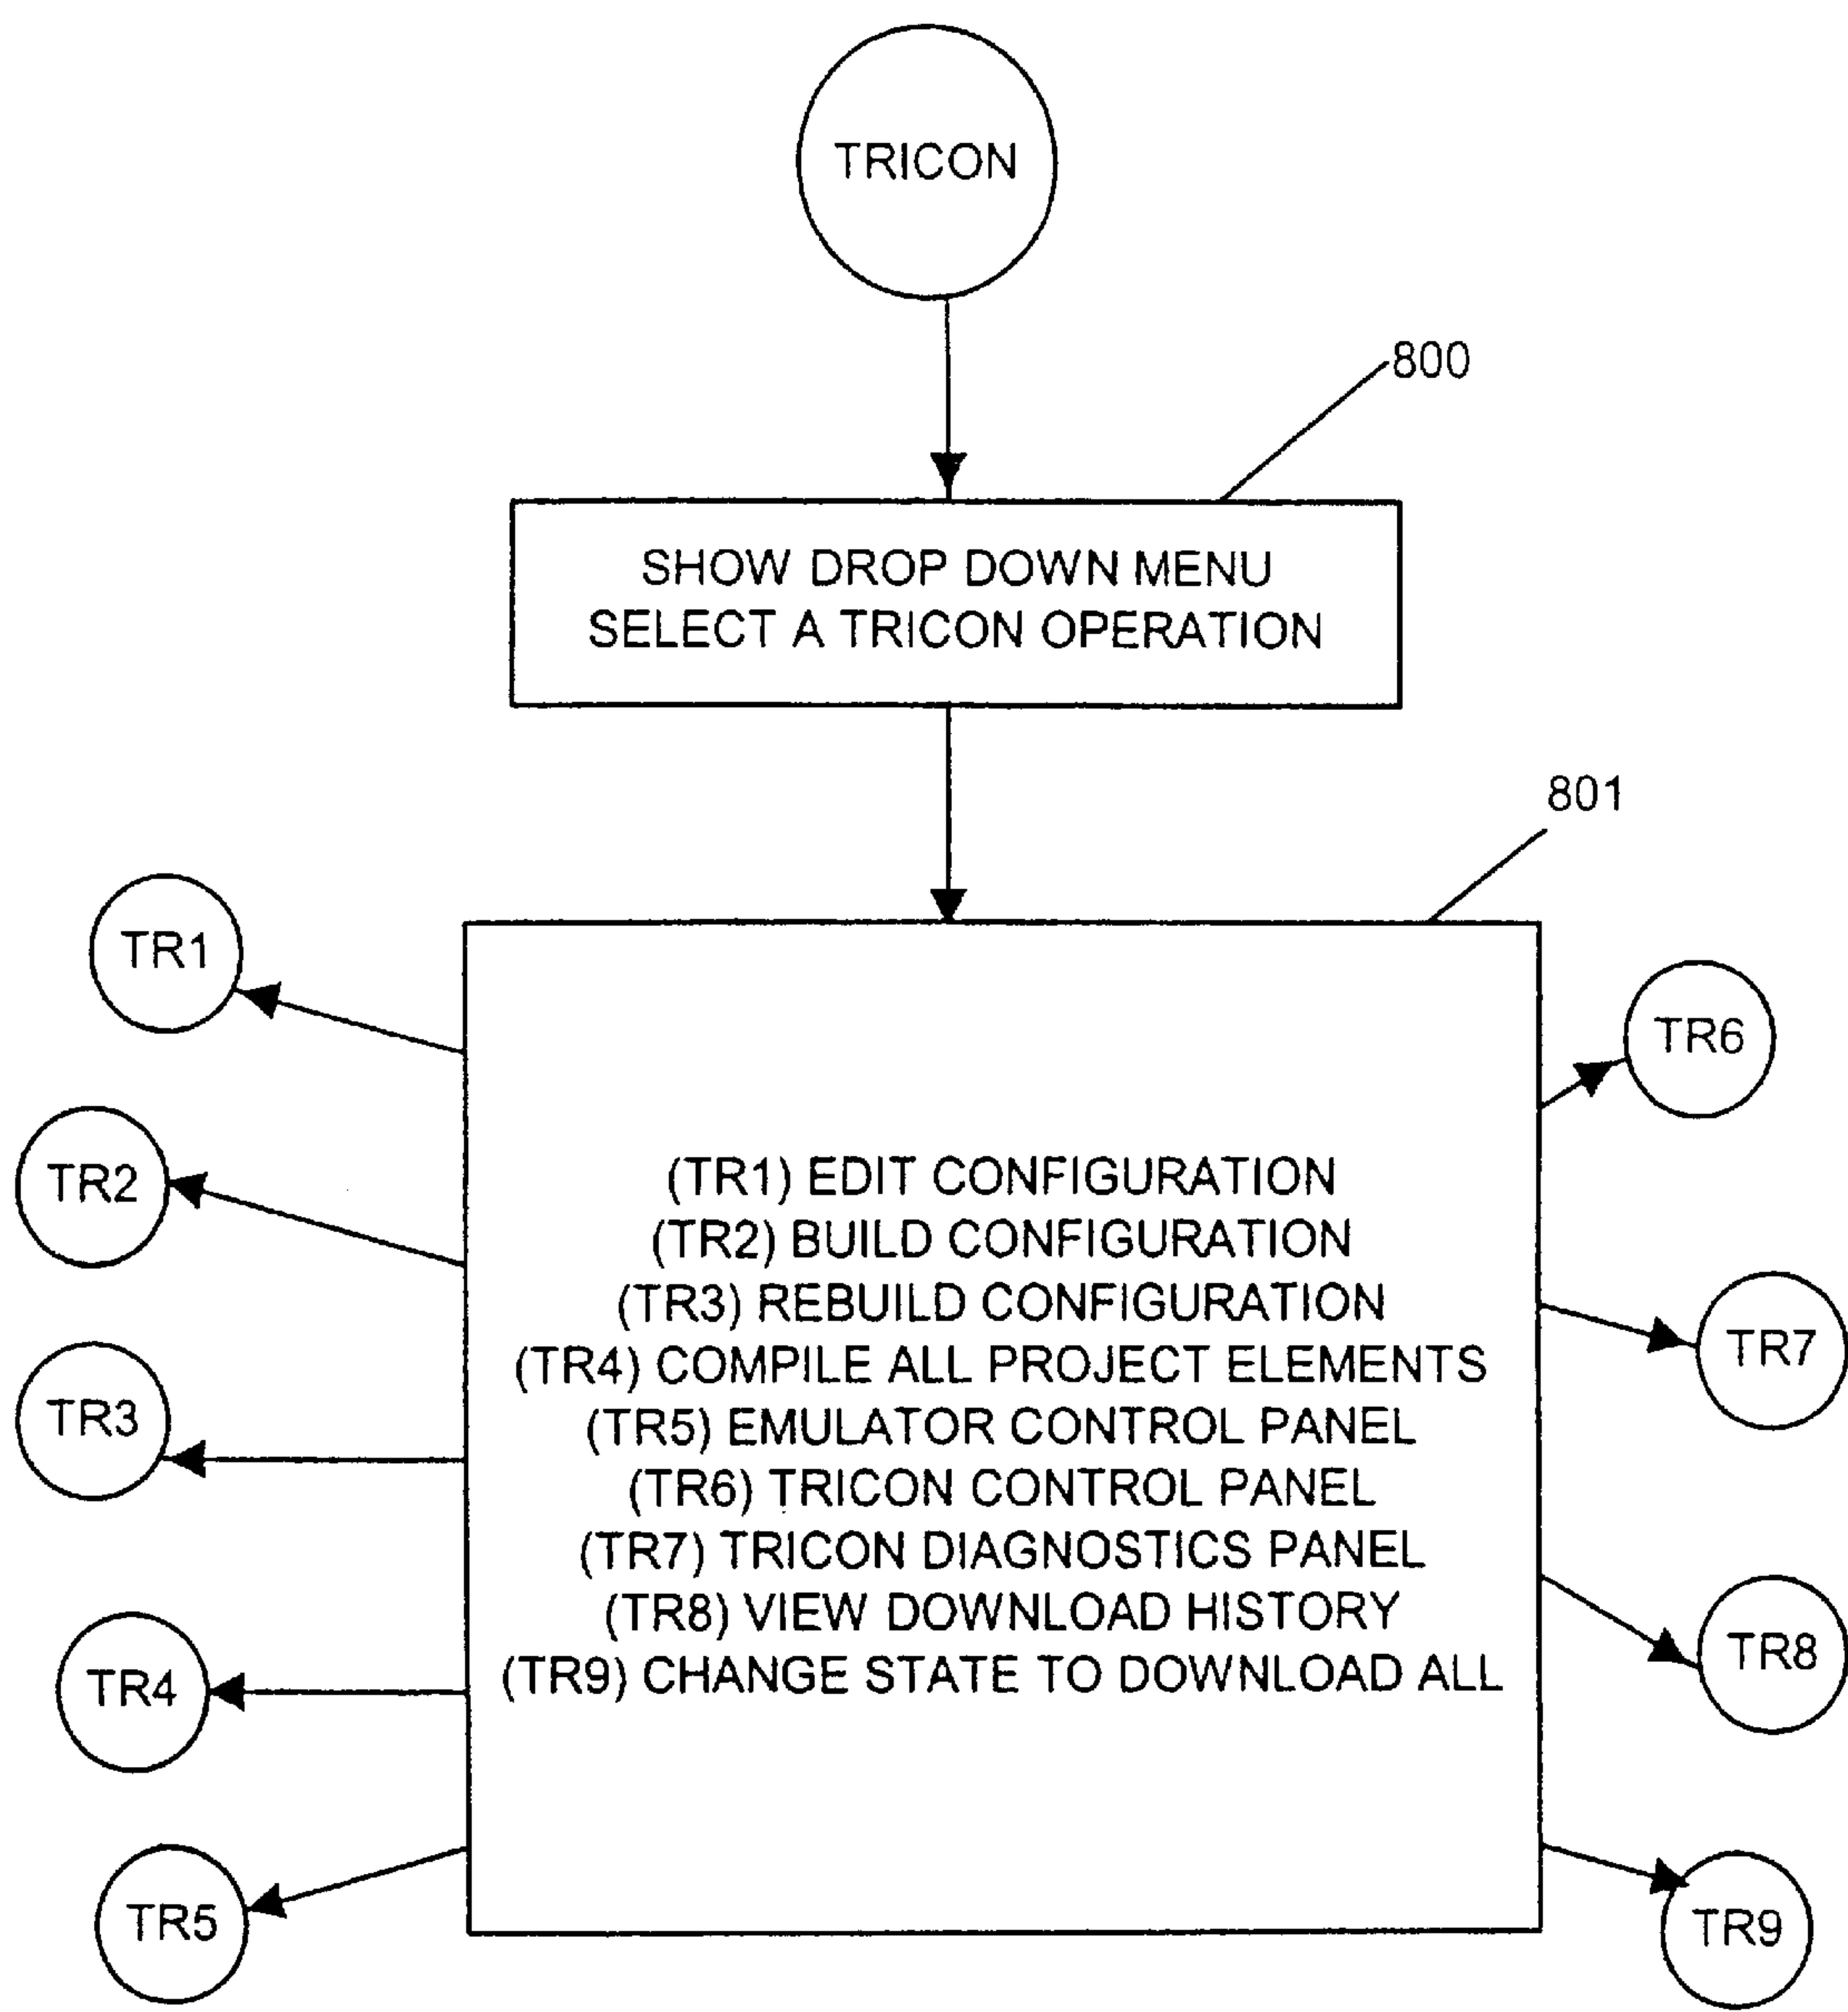 TRICON
800
SHOW DROP DOWN MENU
SELECT A TRICON OPERATION
801
TR1
TR2
TR3
TR4
TR5
(TR1) EDIT CONFIGURATION
(TR2) BUILD CONFIGURATION
(TR3) REBUILD CONFIGURATION
(TR4) COMPILE ALL PROJECT ELEMENTS
(TR5) EMULATOR CONTROL PANEL
(TR6) TRICON CONTROL PANEL
(TR7) TRICON DIAGNOSTICS PANEL
(TR8) VIEW DOWNLOAD HISTORY
(TR9) CHANGE STATE TO DOWNLOAD ALL
TR6
TR7
TR8
TR9